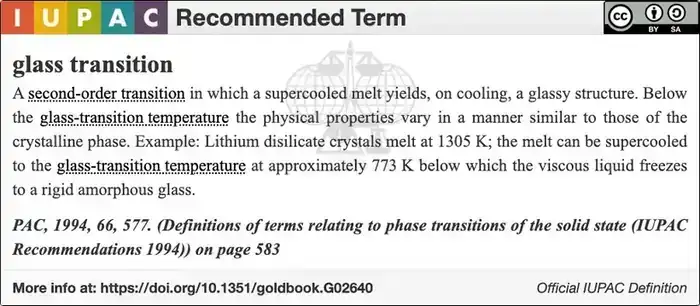 IUPAC Recommended Term
CC BY SA
glass transition
A second-order transition in which a supercooled melt yields, on cooling, a glassy structure. Below
the glass-transition temperature the physical properties vary in a manner similar to those of the
crystalline phase. Example: Lithium disilicate crystals melt at 1305 K; the melt can be supercooled
to the glass-transition temperature at approximately 773 K below which the viscous liquid freezes
to a rigid amorphous glass.
PAC, 1994, 66, 577. (Definitions of terms relating to phase transitions of the solid state (IUPAC
Recommendations 1994)) on page 583
More info at: https://doi.org/10.1351/goldbook.G02640 Official IUPAC Definition